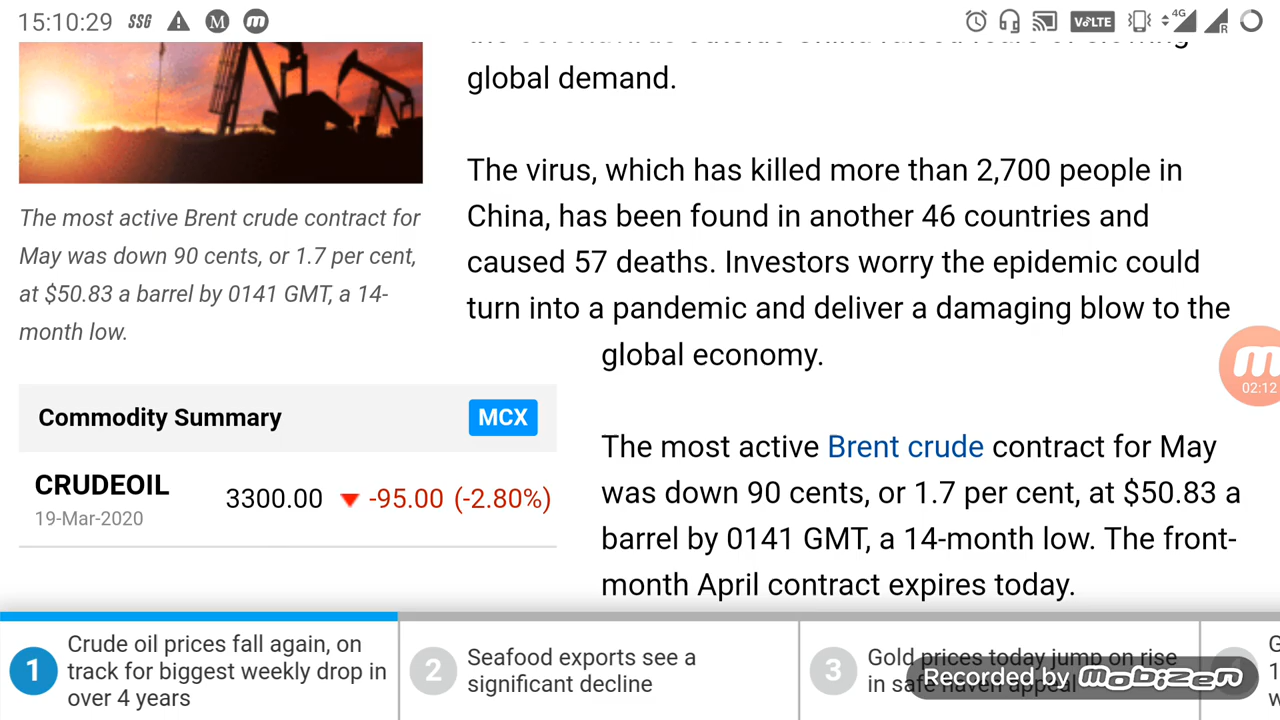 15:10:29 SSG M m VoLTE 4G R
global demand.
The virus, which has killed more than 2,700 people in
China, has been found in another 46 countries and
caused 57 deaths. Investors worry the epidemic could
turn into a pandemic and deliver a damaging blow to the
global economy.
The most active Brent crude contract for May
was down 90 cents, or 1.7 per cent, at $50.83 a
barrel by 0141 GMT, a 14-month low. The front-
month April contract expires today.
The most active Brent crude contract for
May was down 90 cents, or 1.7 per cent,
at $50.83 a barrel by 0141 GMT, a 14-
month low.
Commodity Summary MCX
CRUDEOIL 3300.00 -95.00 (-2.80%)
19-Mar-2020
m
02:12
1 Crude oil prices fall again, on
track for biggest weekly drop in
over 4 years
2 Seafood exports see a
significant decline
3 Gold prices today jump on rise
in safe haven appeal
Recorded by mobizen